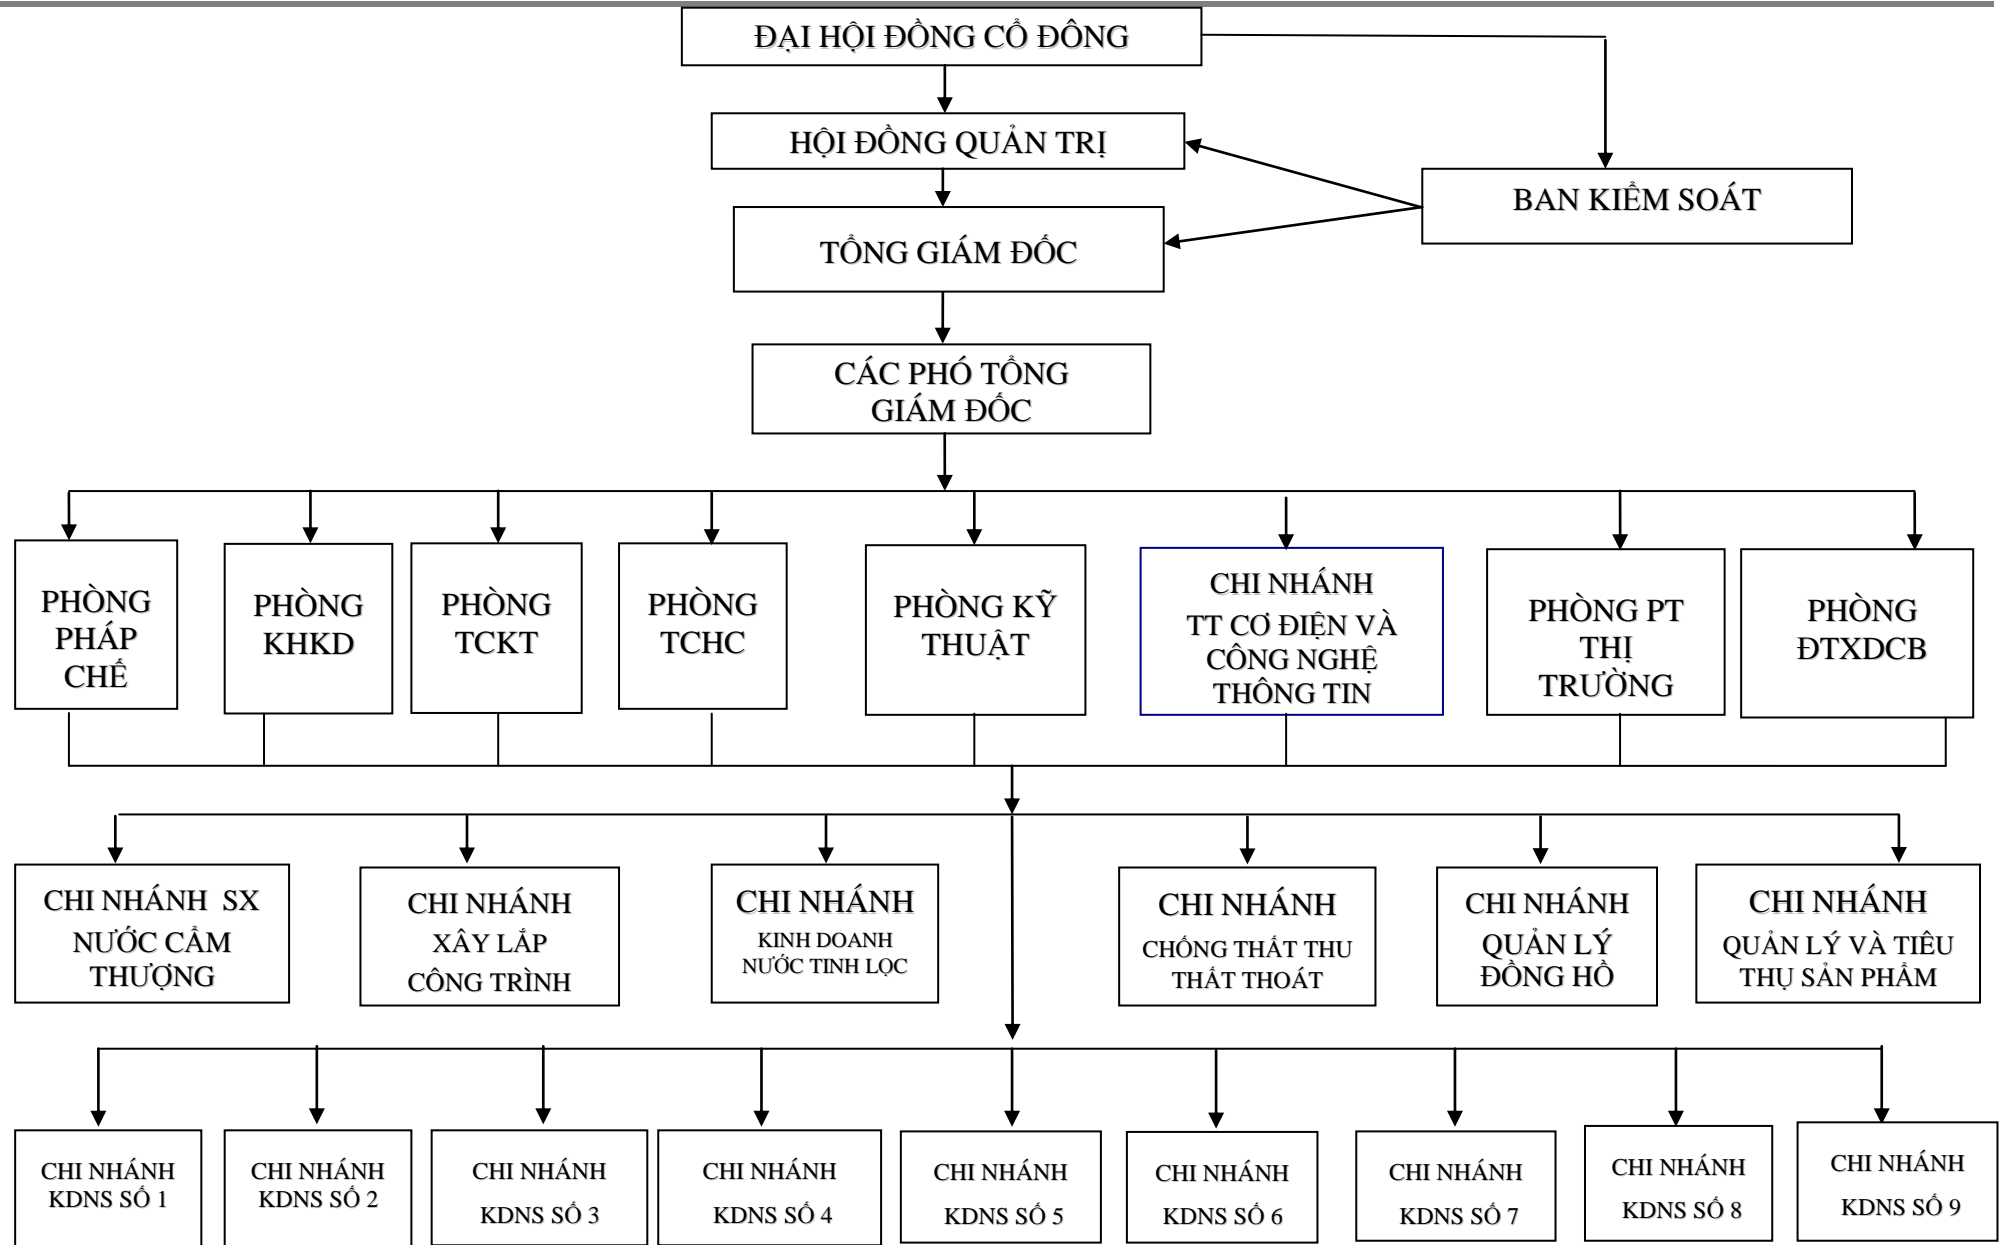 ĐẠI HỘI ĐỒNG CỔ ĐÔNG
HỘI ĐỒNG QUẢN TRỊ
BAN KIỂM SOÁT
TỔNG GIÁM ĐỐC
CÁC PHÓ TỔNG
GIÁM ĐỐC
PHÒNG
PHÁP
CHẾ
PHÒNG
KHKD
PHÒNG
TCKT
PHÒNG
TCHC
PHÒNG KỸ
THUẬT
CHI NHÁNH
TT CƠ ĐIỆN VÀ
CÔNG NGHỆ
THÔNG TIN
PHÒNG PT
THỊ
TRƯỜNG
PHÒNG
ĐTXDCB
CHI NHÁNH SX
NƯỚC CẨM
THƯỢNG
CHI NHÁNH
XÂY LẮP
CÔNG TRÌNH
CHI NHÁNH
KINH DOANH
NƯỚC TINH LỌC
CHI NHÁNH
CHỐNG THẤT THU
THẤT THOÁT
CHI NHÁNH
QUẢN LÝ
ĐỒNG HỒ
CHI NHÁNH
QUẢN LÝ VÀ TIÊU
THỤ SẢN PHẨM
CHI NHÁNH
KDNS SỐ 1
CHI NHÁNH
KDNS SỐ 2
CHI NHÁNH
KDNS SỐ 3
CHI NHÁNH
KDNS SỐ 4
CHI NHÁNH
KDNS SỐ 5
CHI NHÁNH
KDNS SỐ 6
CHI NHÁNH
KDNS SỐ 7
CHI NHÁNH
KDNS SỐ 8
CHI NHÁNH
KDNS SỐ 9